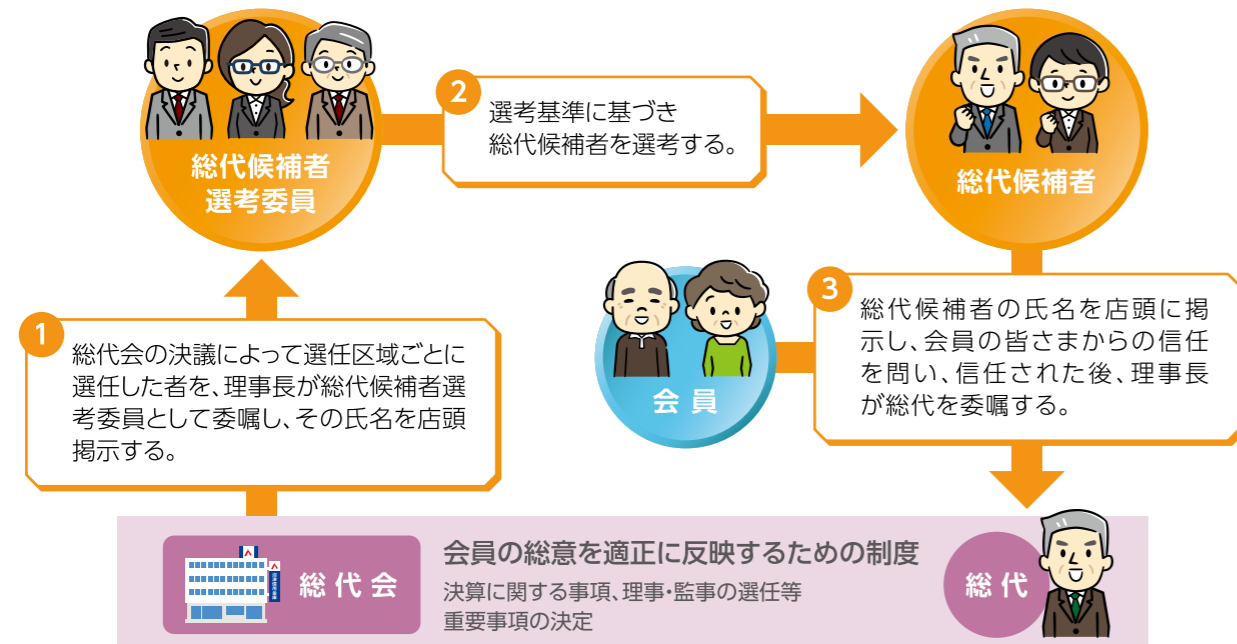 総代候補者
選考委員
2
選考基準に基づき
総代候補者を選考する。
総代候補者
1
総代会の決議によって選任区域ごとに
選任した者を、理事長が総代候補者選
考委員として委嘱し、その氏名を店頭
掲示する。
会員
3
総代候補者の氏名を店頭に掲
示し、会員の皆さまからの信任
を問い、信任された後、理事長
が総代を委嘱する。
総代会
会員の総意を適正に反映するための制度
決算に関する事項、理事・監事の選任等
重要事項の決定
総代